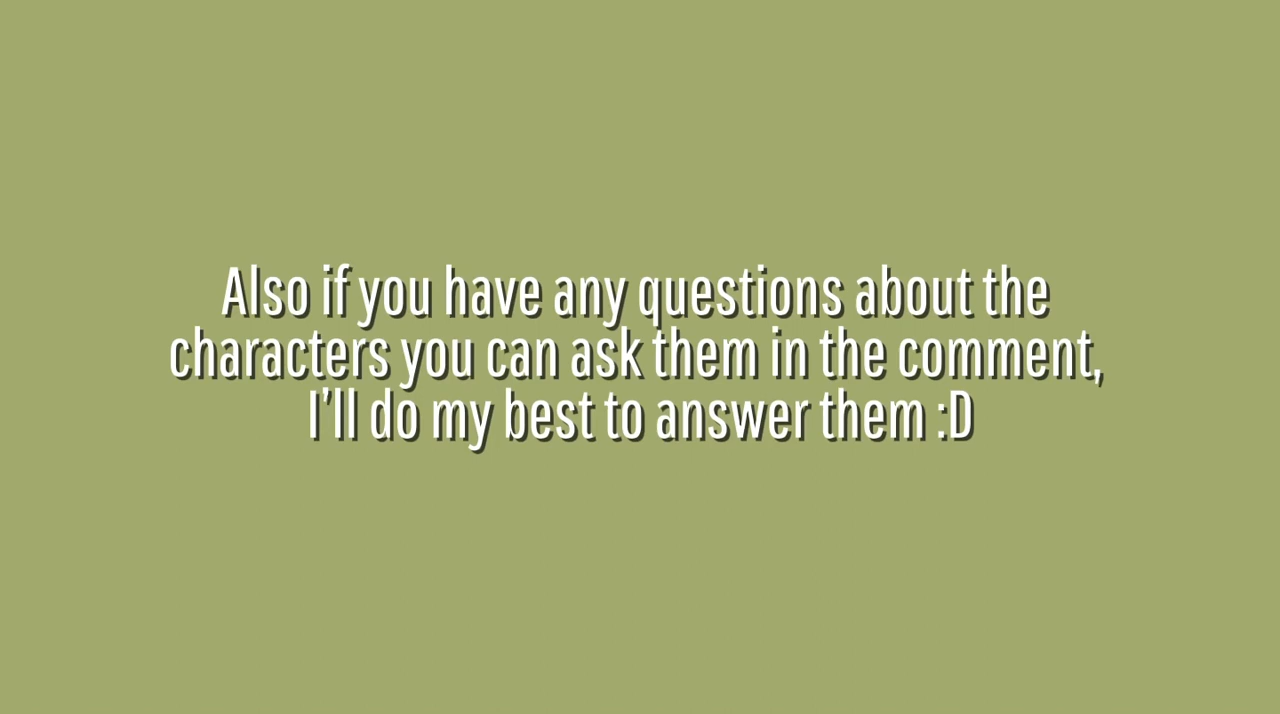 Also if you have any questions about the
characters you can ask them in the comment,
I'll do my best to answer them :D